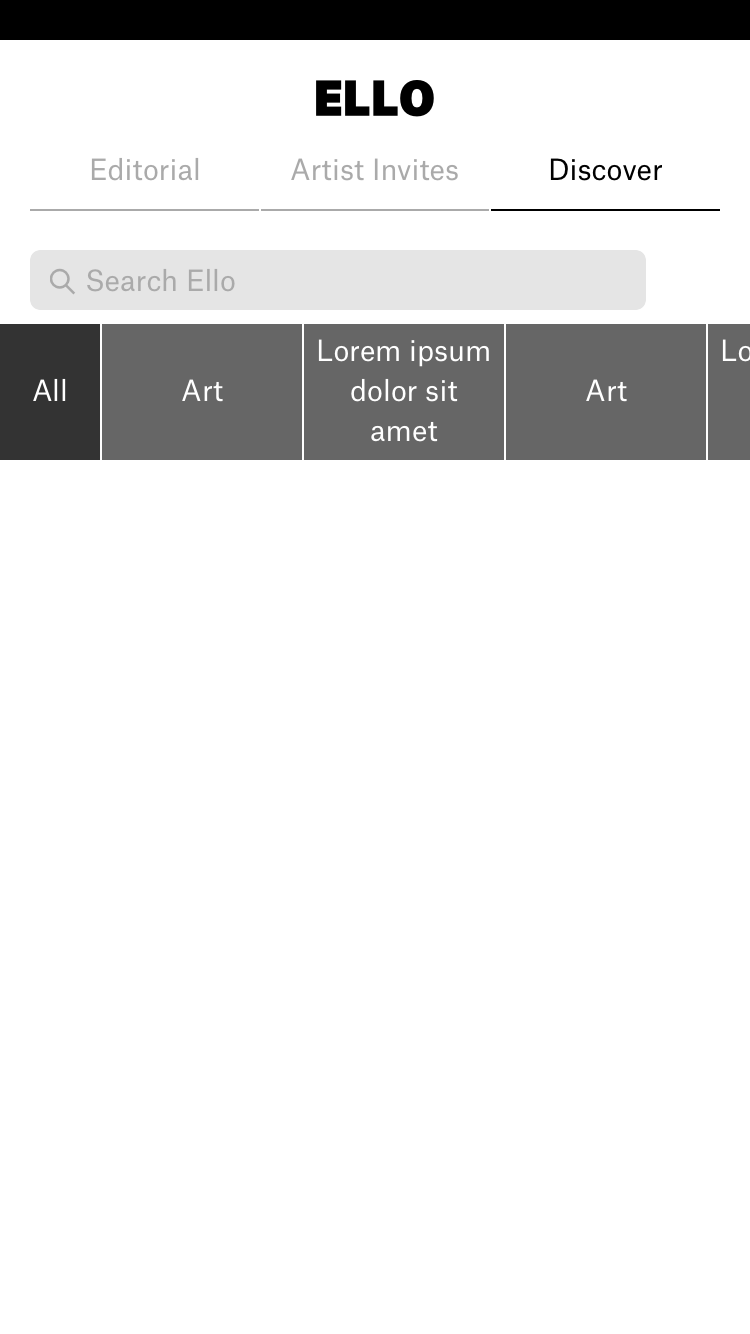 ELLO
Editorial
Artist Invites
Discover
Search Ello
All
Art
Lorem ipsum
dolor sit
amet
Art
Lo